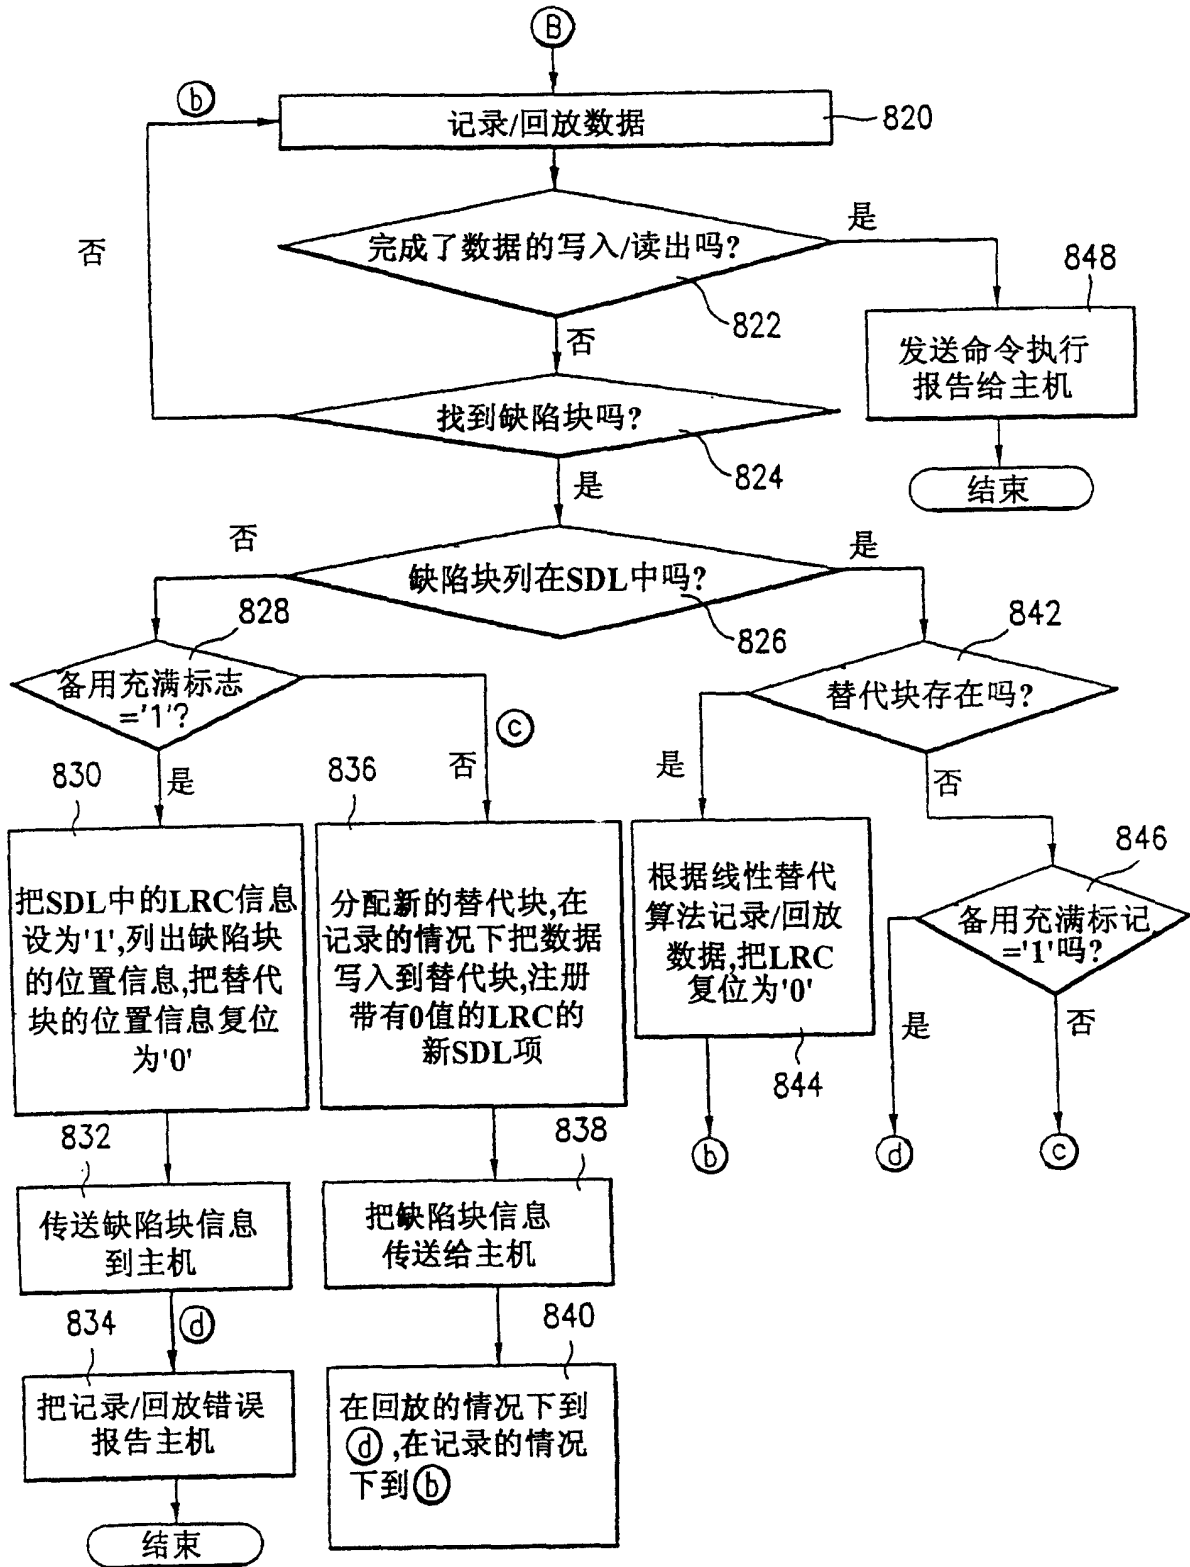 B
b
记录/回放数据
820
否
完成了数据的写入/读出吗?
是
822
848
否
发送命令执行
报告给主机
找到缺陷块吗?
824
是
结束
否
缺陷块列在SDL中吗?
是
826
828
842
备用充满标志
='1'?
替代块存在吗?
c
830
是
836
否
是
否
846
把SDL中的LRC信息
设为'1',列出缺陷块
的位置信息,把替代
块的位置信息复位
为'0'
分配新的替代块,在
记录的情况下把数据
写入到替代块,注册
带有0值的LRC的
新SDL项
根据线性替代
算法记录/回放
数据,把LRC
复位为'0'
844
备用充满标记
='1'吗?
是
否
832
838
b
d
c
传送缺陷块信息
到主机
把缺陷块信息
传送给主机
834
d
840
把记录/回放错误
报告主机
在回放的情况下到
d,在记录的情况
下到b
结束